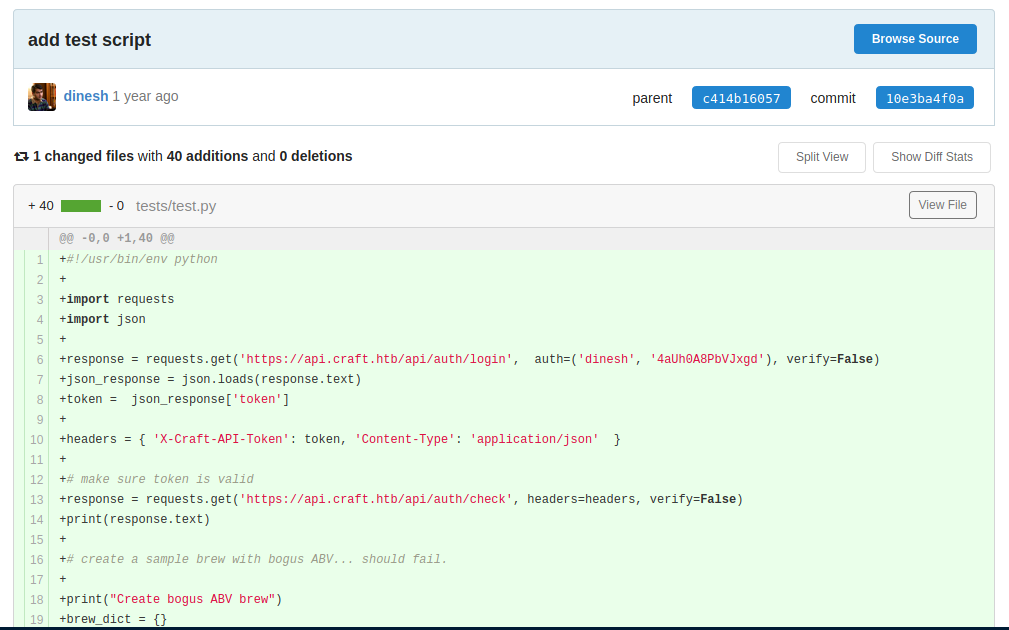 add test script
Browse Source
dinesh 1 year ago
parent c414b16057 commit 10e3ba4f0a
1 changed files with 40 additions and 0 deletions
Split View
Show Diff Stats
+ 40 - 0 tests/test.py
View File
@@ -0,0 +1,40 @@
1 +#!/usr/bin/env python
2 +
3 +import requests
4 +import json
5 +
6 +response = requests.get('https://api.craft.htb/api/auth/login',  auth=('dinesh', '4aUh0A8PbVJxgd'), verify=False)
7 +json_response = json.loads(response.text)
8 +token =  json_response['token']
9 +
10 +headers = { 'X-Craft-API-Token': token, 'Content-Type': 'application/json'  }
11 +
12 +# make sure token is valid
13 +response = requests.get('https://api.craft.htb/api/auth/check', headers=headers, verify=False)
14 +print(response.text)
15 +
16 +# create a sample brew with bogus ABV... should fail.
17 +
18 +print("Create bogus ABV brew")
19 +brew_dict = {}